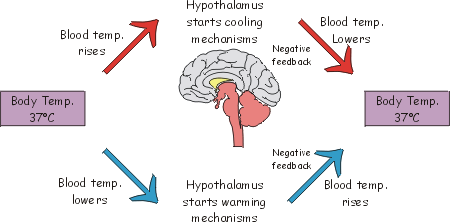 Hypothalamus
starts cooling
mechanisms
Blood temp.
rises
Blood temp.
Lowers
Negative
feedback
Body Temp.
37°C
Body Temp.
37°C
Negative
feedback
Blood temp.
lowers
Hypothalamus
starts warming
mechanisms
Blood temp.
rises